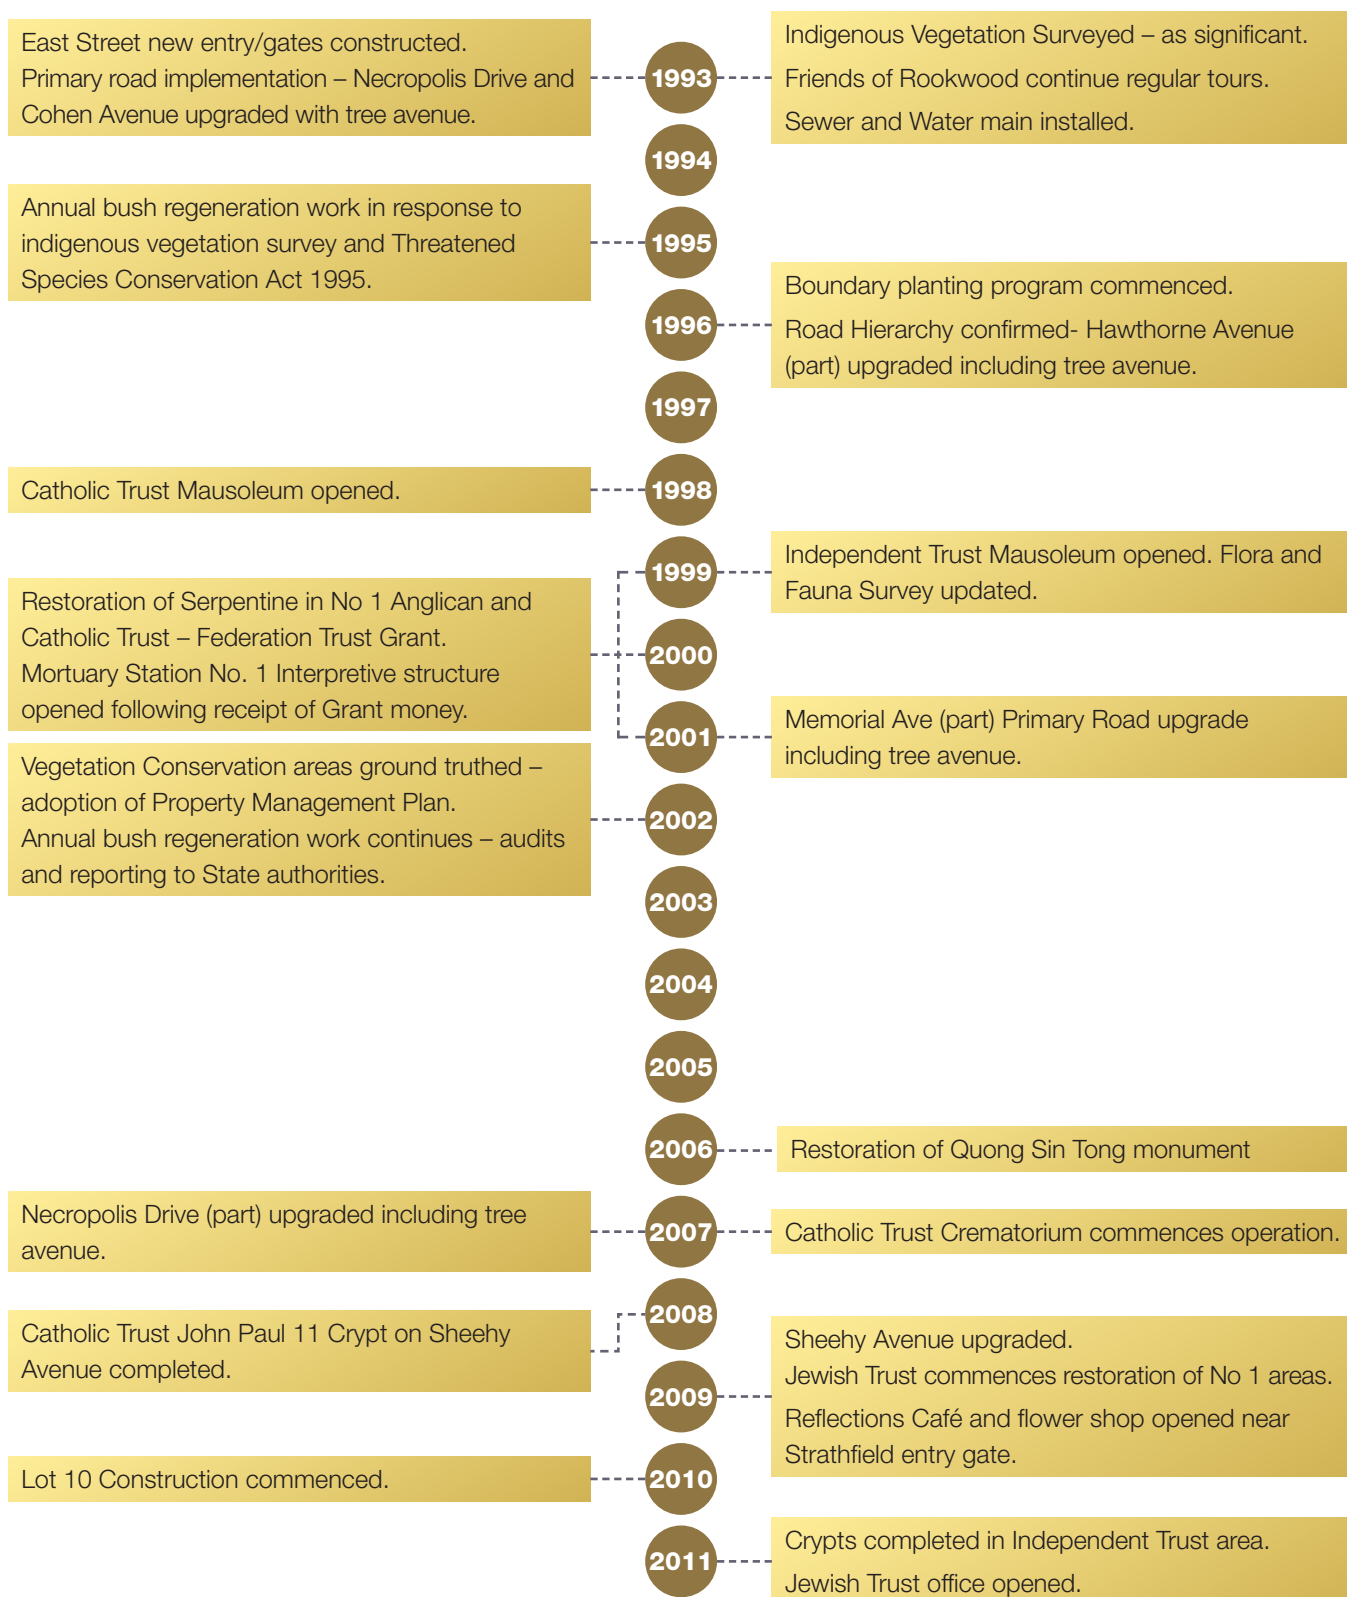 East Street new entry/gates constructed.
Primary road implementation – Necropolis Drive and
Cohen Avenue upgraded with tree avenue.
1993
Indigenous Vegetation Surveyed – as significant.
Friends of Rookwood continue regular tours.
Sewer and Water main installed.
1994
Annual bush regeneration work in response to
indigenous vegetation survey and Threatened
Species Conservation Act 1995.
1995
1996
Boundary planting program commenced.
Road Hierarchy confirmed- Hawthorne Avenue
(part) upgraded including tree avenue.
1997
Catholic Trust Mausoleum opened.
1998
1999
Independent Trust Mausoleum opened. Flora and
Fauna Survey updated.
Restoration of Serpentine in No 1 Anglican and
Catholic Trust – Federation Trust Grant.
Mortuary Station No. 1 Interpretive structure
opened following receipt of Grant money.
2000
2001
Memorial Ave (part) Primary Road upgrade
including tree avenue.
Vegetation Conservation areas ground truthed –
adoption of Property Management Plan.
Annual bush regeneration work continues – audits
and reporting to State authorities.
2002
2003
2004
2005
2006
Restoration of Quong Sin Tong monument
Necropolis Drive (part) upgraded including tree
avenue.
2007
Catholic Trust Crematorium commences operation.
2008
Catholic Trust John Paul 11 Crypt on Sheehy
Avenue completed.
2009
Sheehy Avenue upgraded.
Jewish Trust commences restoration of No 1 areas.
Reflections Café and flower shop opened near
Strathfield entry gate.
Lot 10 Construction commenced.
2010
2011
Crypts completed in Independent Trust area.
Jewish Trust office opened.